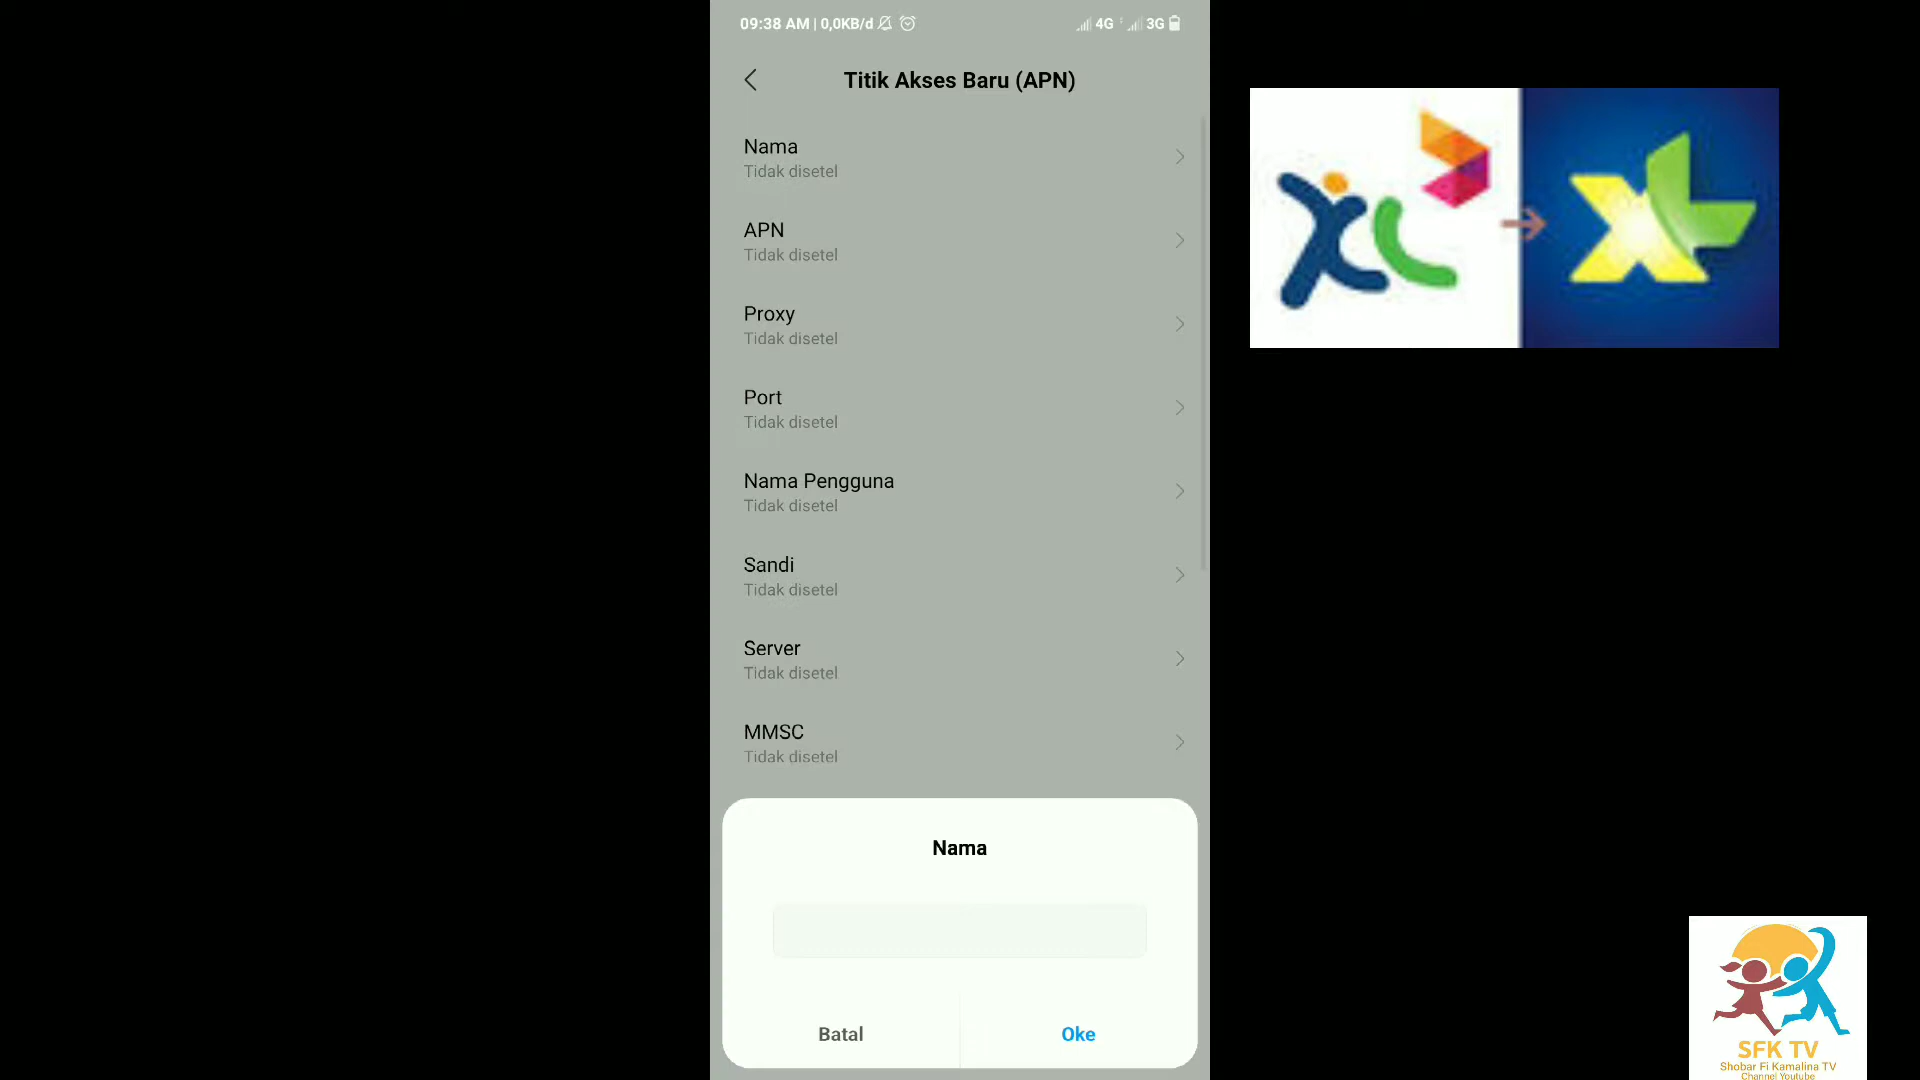 09:38 AM | 0,0KB/d
4G
3G
Titik Akses Baru (APN)
Nama
Tidak disetel
APN
Tidak disetel
Proxy
Tidak disetel
Port
Tidak disetel
Nama Pengguna
Tidak disetel
Sandi
Tidak disetel
Server
Tidak disetel
MMSC
Tidak disetel
Nama
Batal
Oke
XL
XL
SFK TV
Shobar Fi Kamalina TV
Channel Youtube